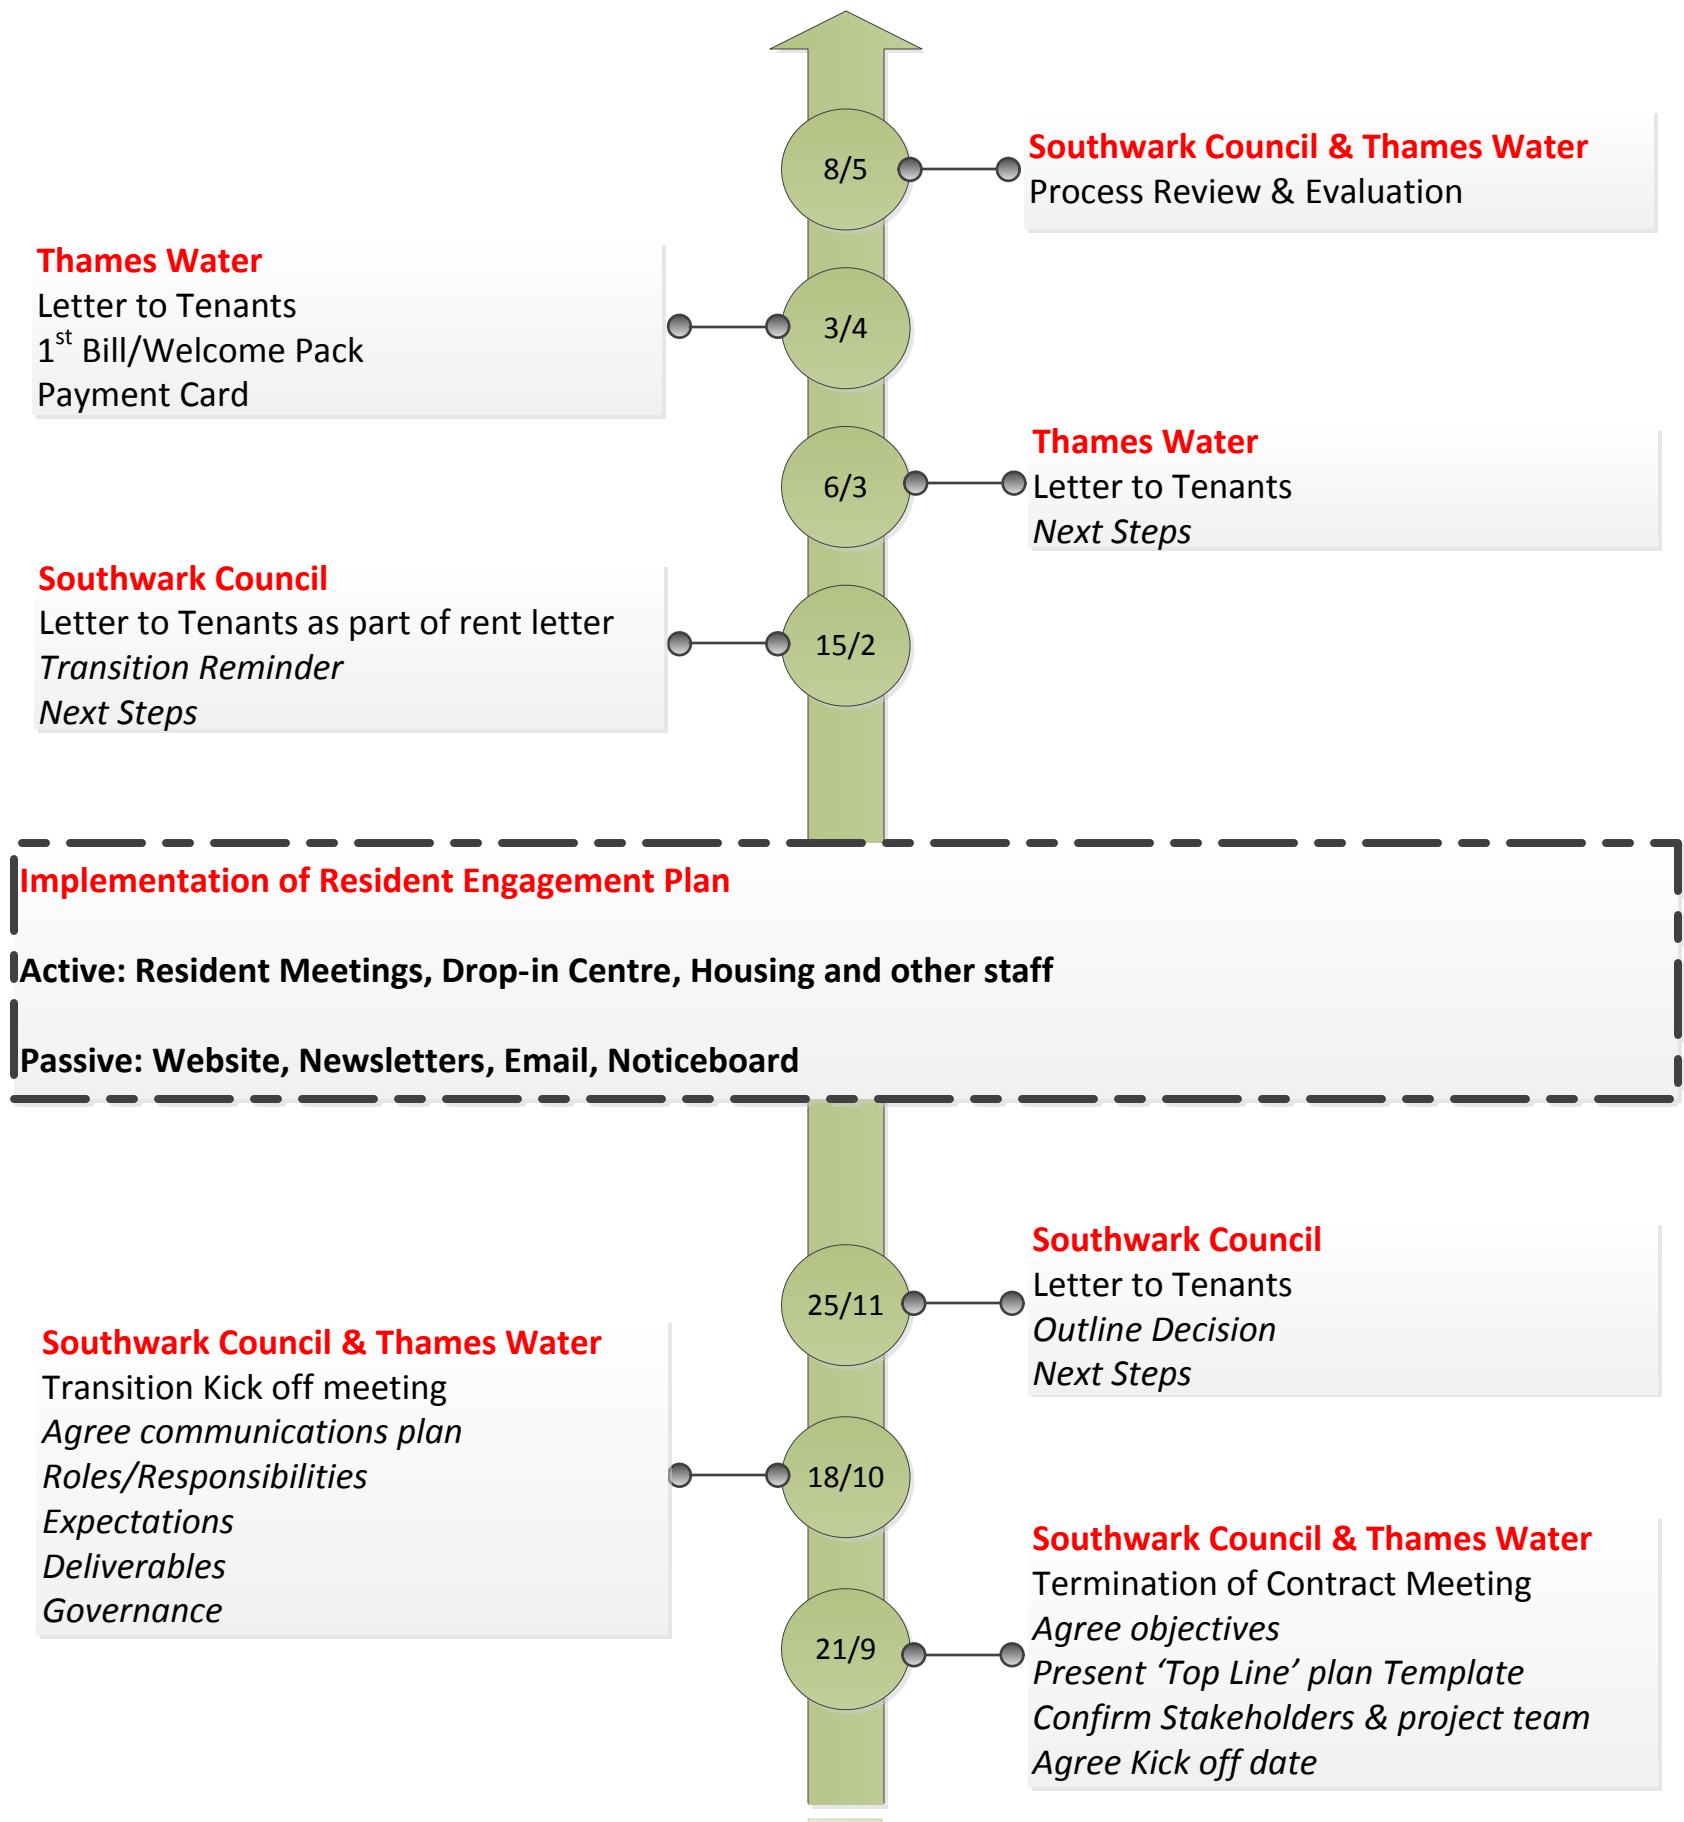 8/5
Southwark Council & Thames Water
Process Review & Evaluation
Thames Water
Letter to Tenants
1st Bill/Welcome Pack
Payment Card
3/4
6/3
Thames Water
Letter to Tenants
Next Steps
Southwark Council
Letter to Tenants as part of rent letter
Transition Reminder
Next Steps
15/2
Implementation of Resident Engagement Plan
Active: Resident Meetings, Drop-in Centre, Housing and other staff
Passive: Website, Newsletters, Email, Noticeboard
25/11
Southwark Council
Letter to Tenants
Outline Decision
Next Steps
Southwark Council & Thames Water
Transition Kick off meeting
Agree communications plan
Roles/Responsibilities
Expectations
Deliverables
Governance
18/10
21/9
Southwark Council & Thames Water
Termination of Contract Meeting
Agree objectives
Present ‘Top Line’ plan Template
Confirm Stakeholders & project team
Agree Kick off date